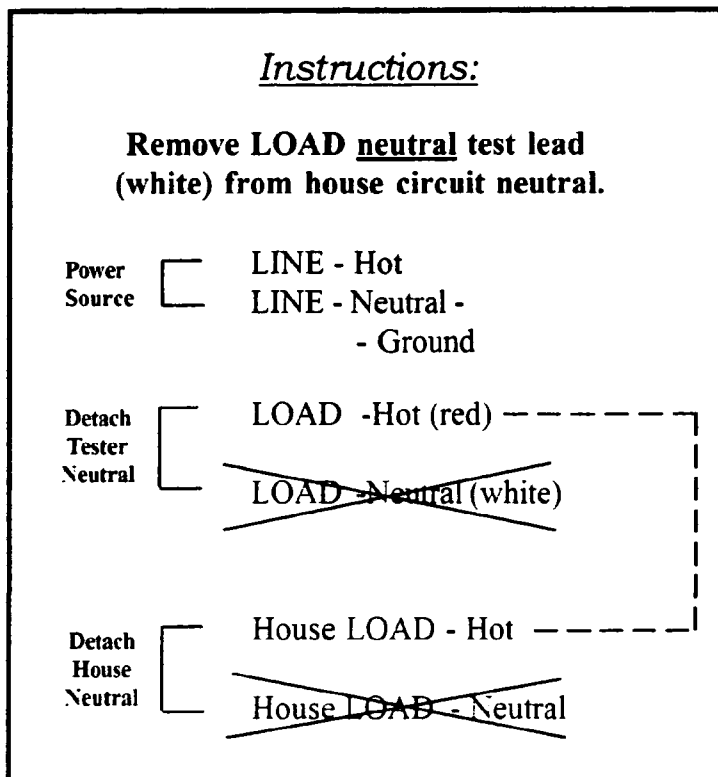 Instructions:
Remove LOAD neutral test lead
(white) from house circuit neutral.
Power
Source
LINE - Hot
LINE - Neutral -
- Ground
Detach
Tester
Neutral
LOAD -Hot (red)
LOAD -Neutral (white)
Detach
House
Neutral
House LOAD - Hot
House LOAD - Neutral